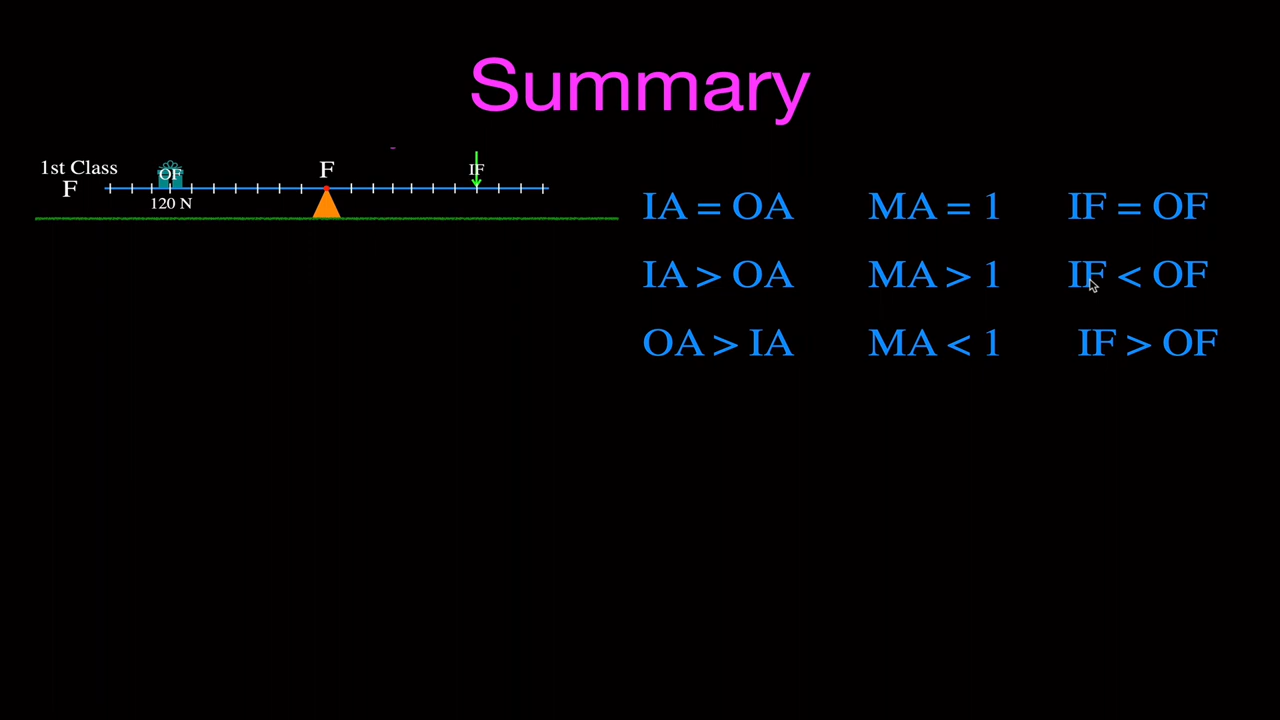 Summary
1st Class
F
OF
120 N
F
IF
IA = OA MA = 1 IF = OF
IA > OA MA > 1 IF < OF
OA > IA MA < 1 IF > OF